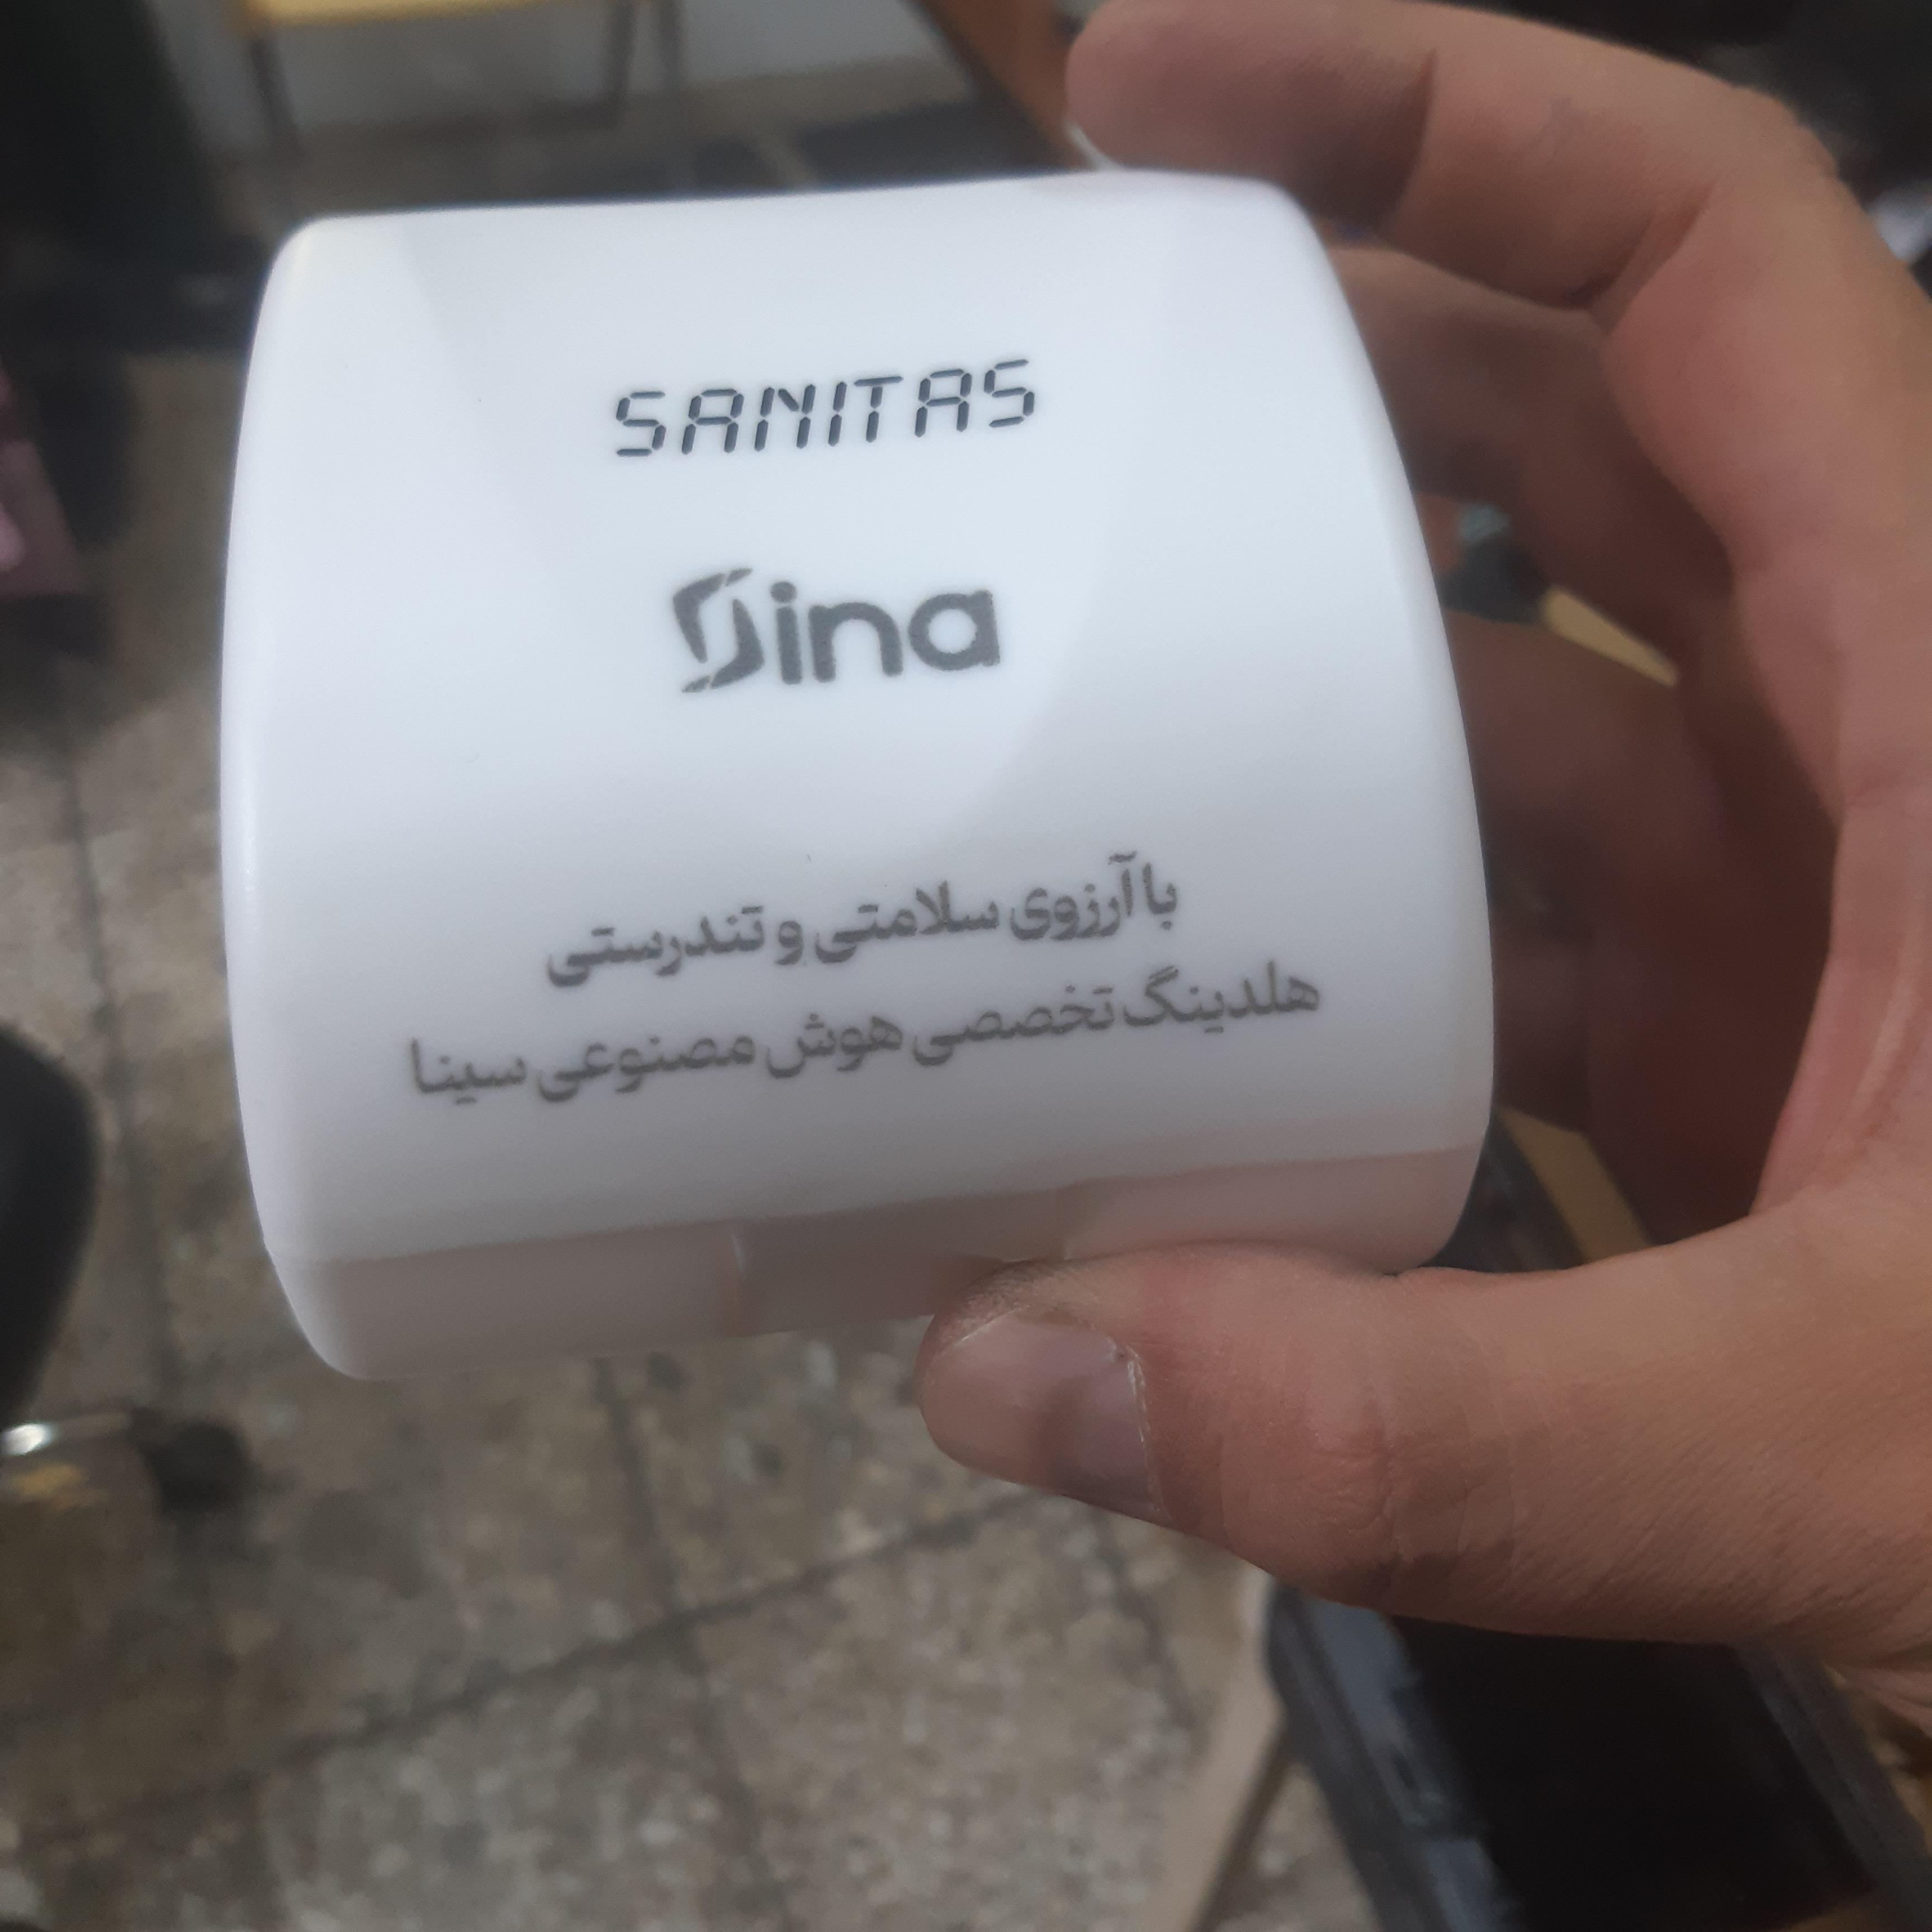 SANITAS
Sina
با آرزوی سلامتی و تندرستی
هلدینگ تخصصی هوش مصنوعی سینا